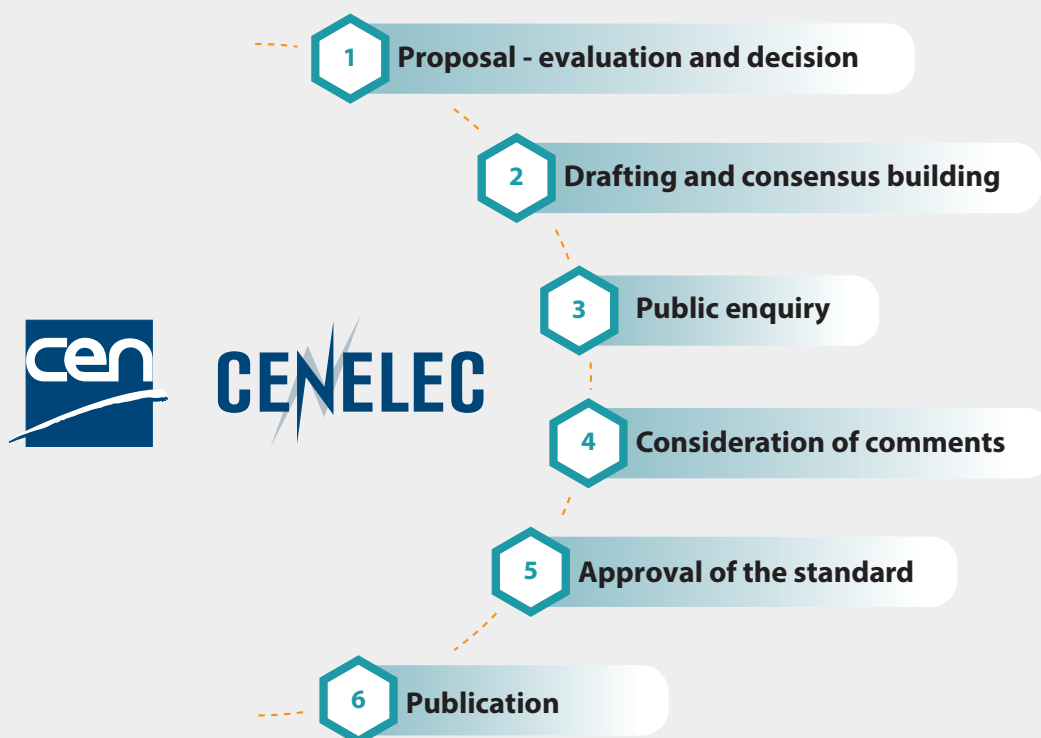 1
Proposal - evaluation and decision
2
Drafting and consensus building
3
Public enquiry
cen
CENELEC
4
Consideration of comments
5
Approval of the standard
6
Publication